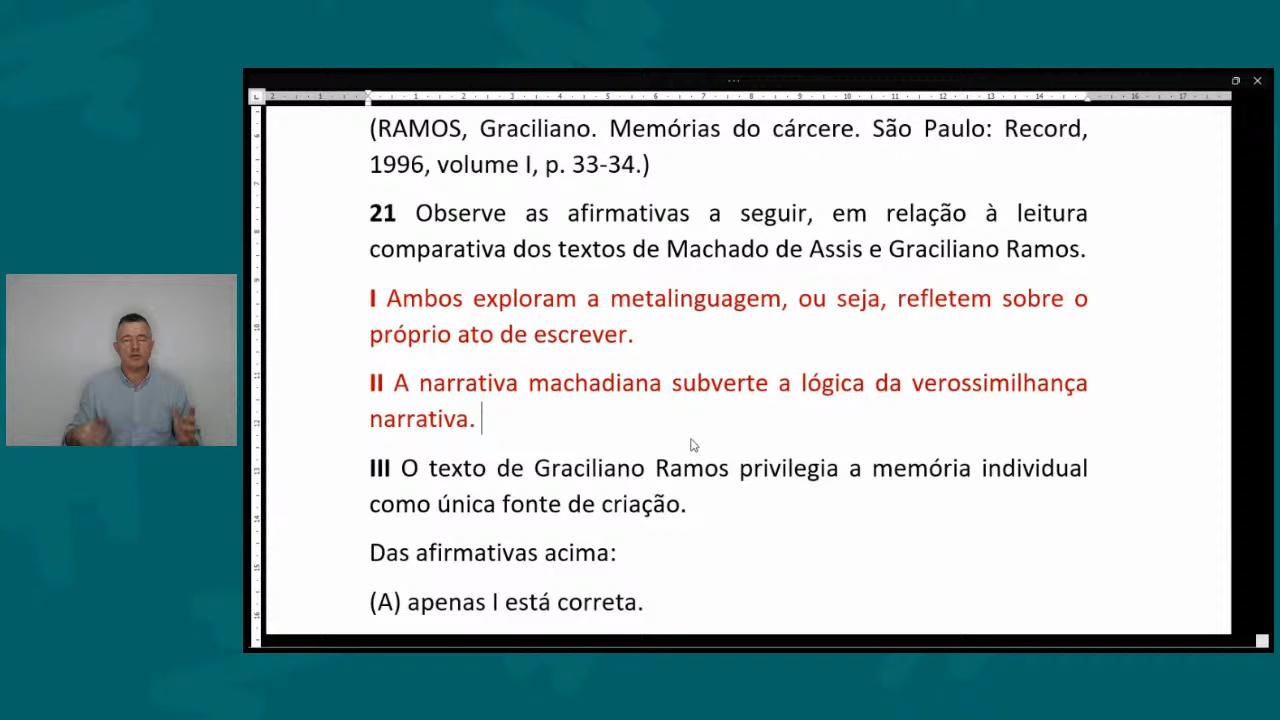 (RAMOS, Graciliano. Memórias do cárcere. São Paulo: Record,
1996, volume I, p. 33-34.)
21 Observe as afirmativas a seguir, em relação à leitura
comparativa dos textos de Machado de Assis e Graciliano Ramos.
I Ambos exploram a metalinguagem, ou seja, refletem sobre o
próprio ato de escrever.
II A narrativa machadiana subverte a lógica da verossimilhança
narrativa.
III O texto de Graciliano Ramos privilegia a memória individual
como única fonte de criação.
Das afirmativas acima:
(A) apenas I está correta.